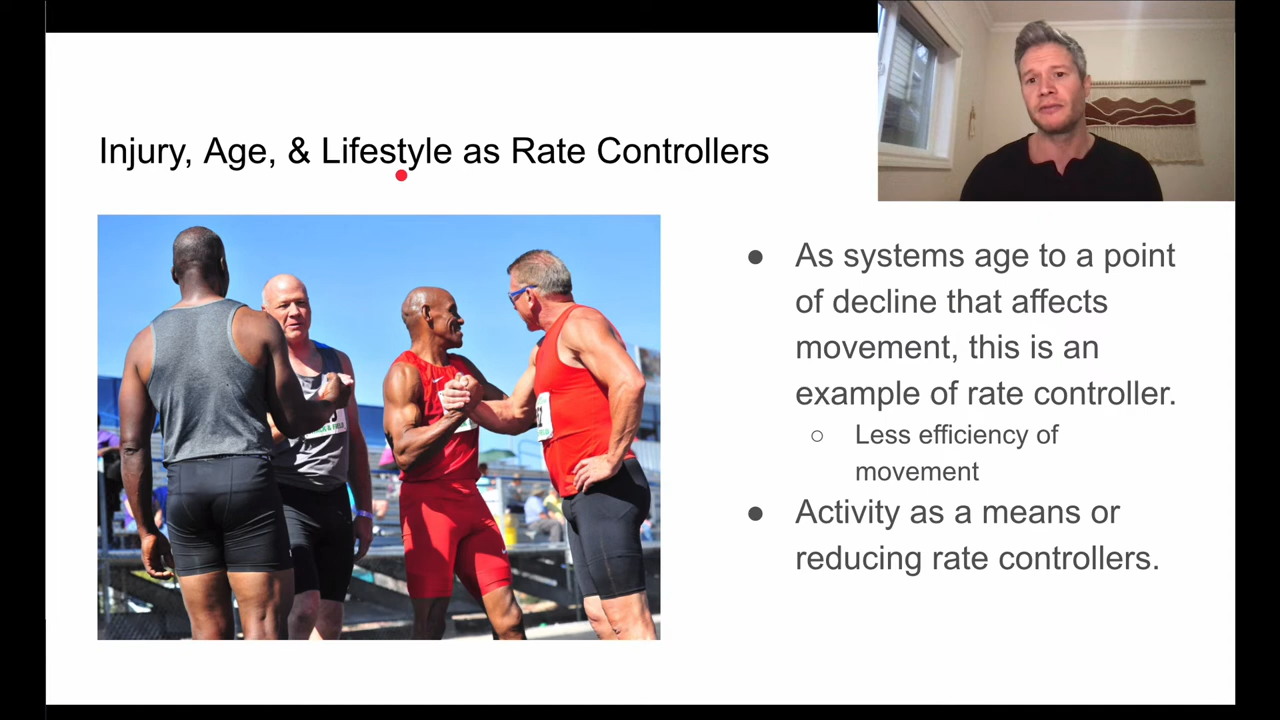 Injury, Age, & Lifestyle as Rate Controllers
● As systems age to a point
of decline that affects
movement, this is an
example of rate controller.
○ Less efficiency of
movement
● Activity as a means or
reducing rate controllers.